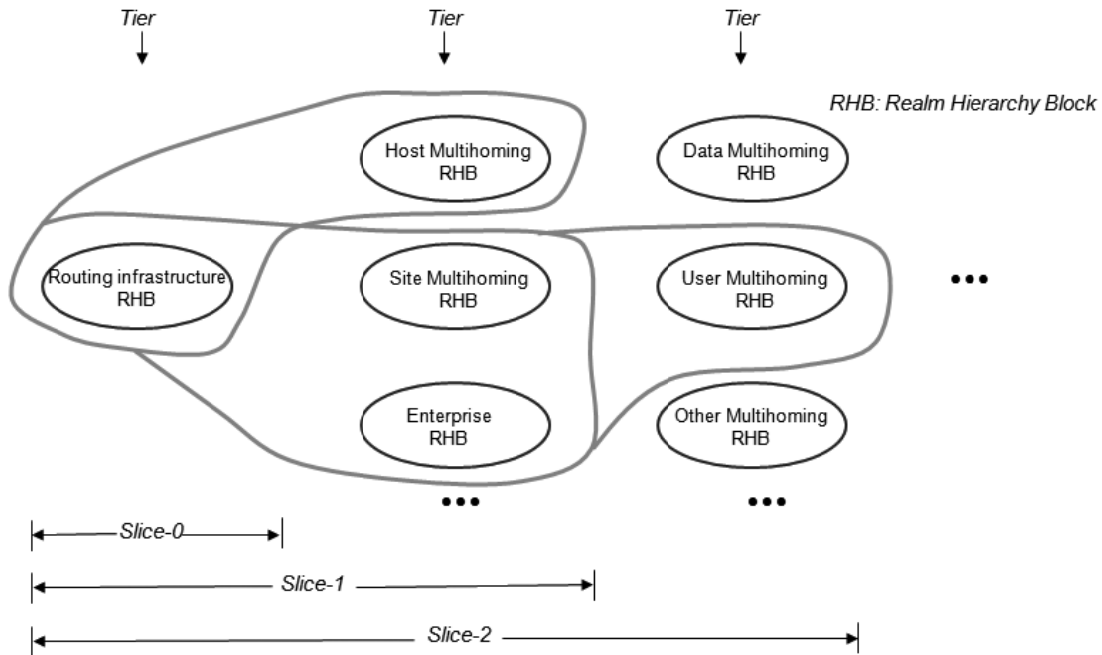 Tier
Tier
Tier
RHB: Realm Hierarchy Block
Host Multihoming
RHB
Data Multihoming
RHB
Routing infrastructure
RHB
Site Multihoming
RHB
User Multihoming
RHB
•••
Enterprise
RHB
Other Multihoming
RHB
•••
•••
Slice-0
Slice-1
Slice-2